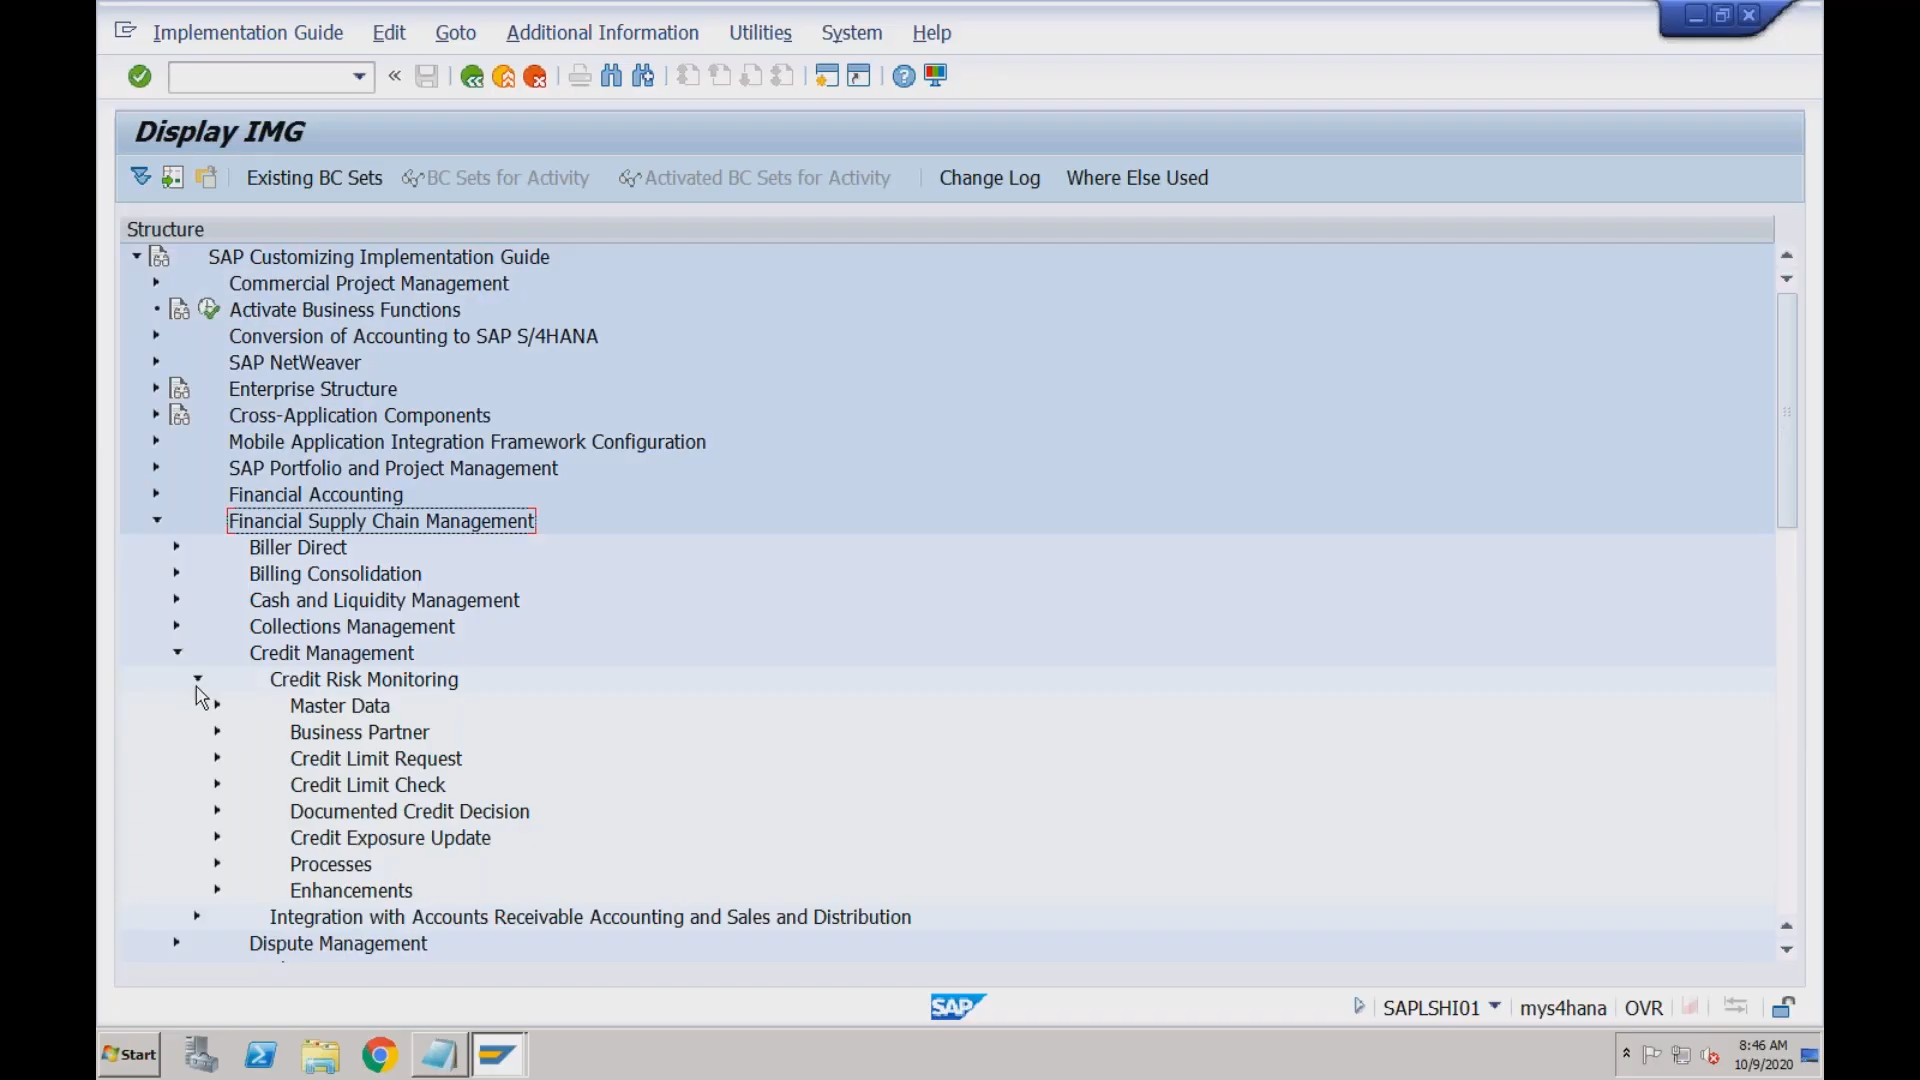 Implementation Guide Edit Goto Additional Information Utilities System Help
Display IMG
Existing BC Sets BC Sets for Activity Activated BC Sets for Activity Change Log Where Else Used
Structure
SAP Customizing Implementation Guide
Commercial Project Management
Activate Business Functions
Conversion of Accounting to SAP S/4HANA
SAP NetWeaver
Enterprise Structure
Cross-Application Components
Mobile Application Integration Framework Configuration
SAP Portfolio and Project Management
Financial Accounting
Financial Supply Chain Management
Biller Direct
Billing Consolidation
Cash and Liquidity Management
Collections Management
Credit Management
Credit Risk Monitoring
Master Data
Business Partner
Credit Limit Request
Credit Limit Check
Documented Credit Decision
Credit Exposure Update
Processes
Enhancements
Integration with Accounts Receivable Accounting and Sales and Distribution
Dispute Management
SAP SAPLSHI01 mys4hana OVR
Start 8:46 AM
10/9/2020